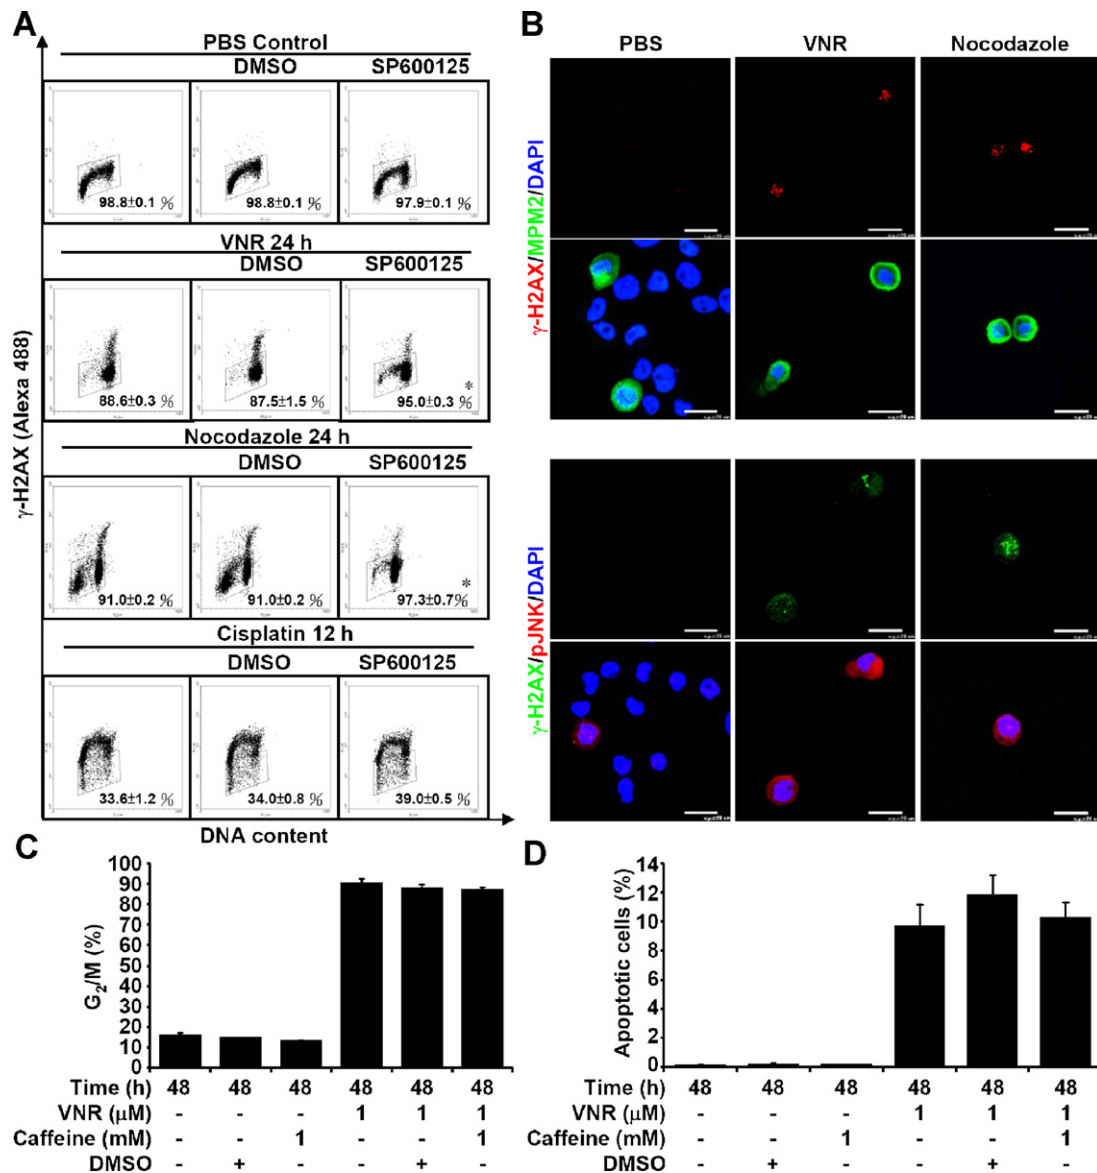 A
PBS Control
DMSO SP600125
98.8±0.1 % 98.8±0.1 % 97.9±0.1 %
VNR 24 h
DMSO SP600125
88.6±0.3 % 87.5±1.5 % 95.0±0.3 %
*
Nocodazole 24 h
DMSO SP600125
91.0±0.2 % 91.0±0.2 % 97.3±0.7%
*
Cisplatin 12 h
DMSO SP600125
33.6±1.2 % 34.0±0.8 % 39.0±0.5 %
γ-H2AX (Alexa 488)
DNA content
B
PBS VNR Nocodazole
γ-H2AX/MPM2/DAPI
γ-H2AX/pJNK/DAPI
C
G2/M (%)
100
90
80
70
60
50
40
30
20
10
0
Time (h) 48 48 48 48 48 48
VNR (μM) - - - 1 1 1
Caffeine (mM) - - 1 - - 1
DMSO - + - - + -
D
Apoptotic cells (%)
14
12
10
8
6
4
2
0
Time (h) 48 48 48 48 48 48
VNR (μM) - - - 1 1 1
Caffeine (mM) - - 1 - - 1
DMSO - + - - + -